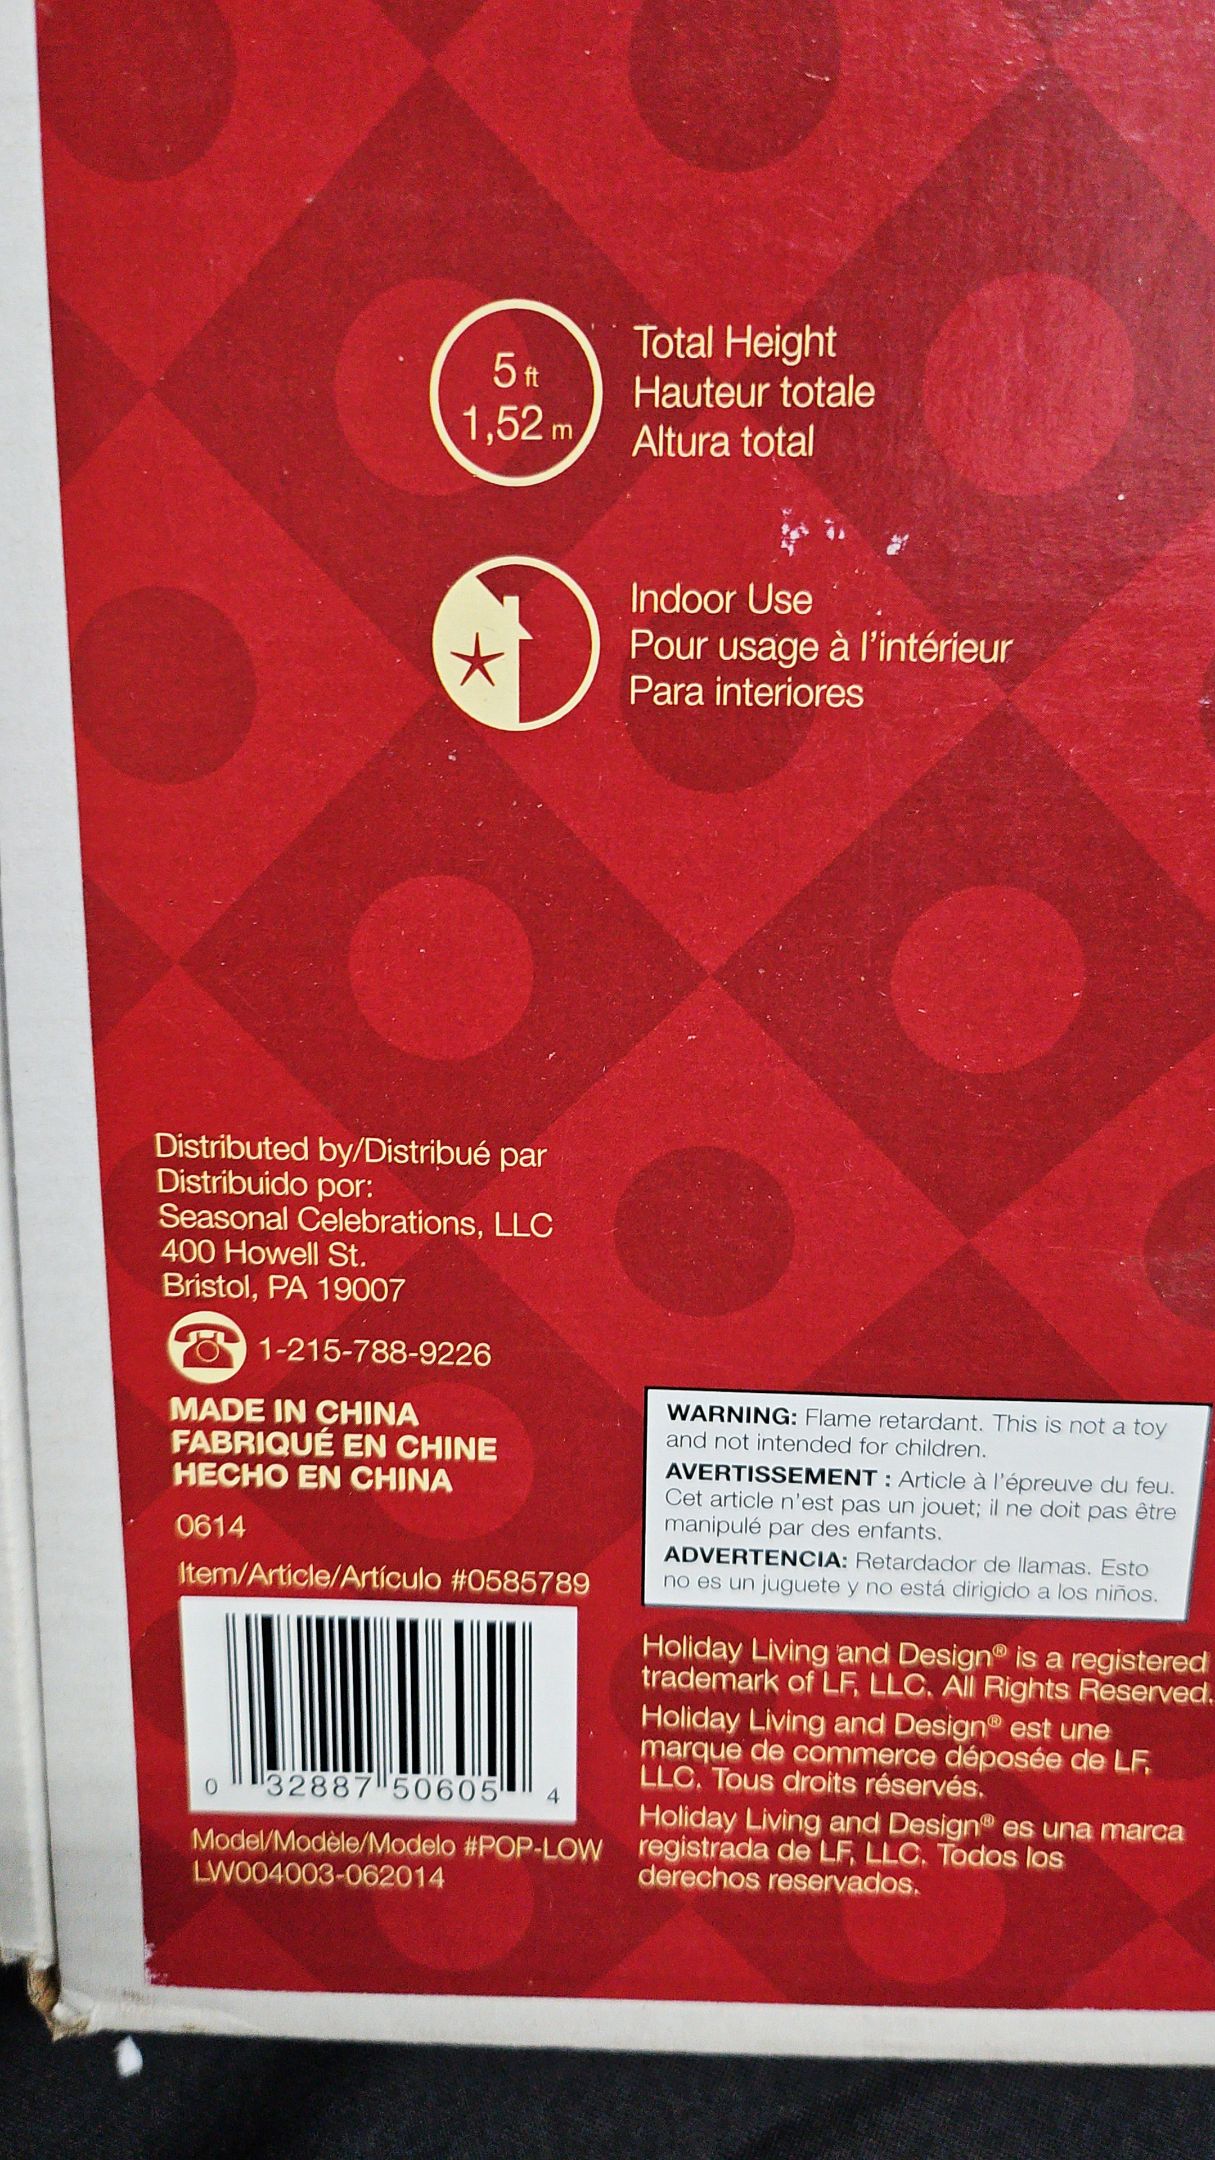 5 ft
1,52 m
Total Height
Hauteur totale
Altura total
Indoor Use
Pour usage à l'intérieur
Para interiores
Distributed by/Distribué par
Distribuido por:
Seasonal Celebrations, LLC
400 Howell St.
Bristol, PA 19007
1-215-788-9226
MADE IN CHINA
FABRIQUÉ EN CHINE
HECHO EN CHINA
0614
Item/Article/Artículo #0585789
0 32887 50605 4
Model/Modèle/Modelo #POP-LOW
LW004003-062014
WARNING: Flame retardant. This is not a toy
and not intended for children.
AVERTISSEMENT : Article à l'épreuve du feu.
Cet article n'est pas un jouet; il ne doit pas être
manipulé par des enfants.
ADVERTENCIA: Retardador de llamas. Esto
no es un juguete y no está dirigido a los niños.
Holiday Living and Design® is a registered
trademark of LF, LLC. All Rights Reserved.
Holiday Living and Design® est une
marque de commerce déposée de LF,
LLC. Tous droits réservés.
Holiday Living and Design® es una marca
registrada de LF, LLC. Todos los
derechos reservados.